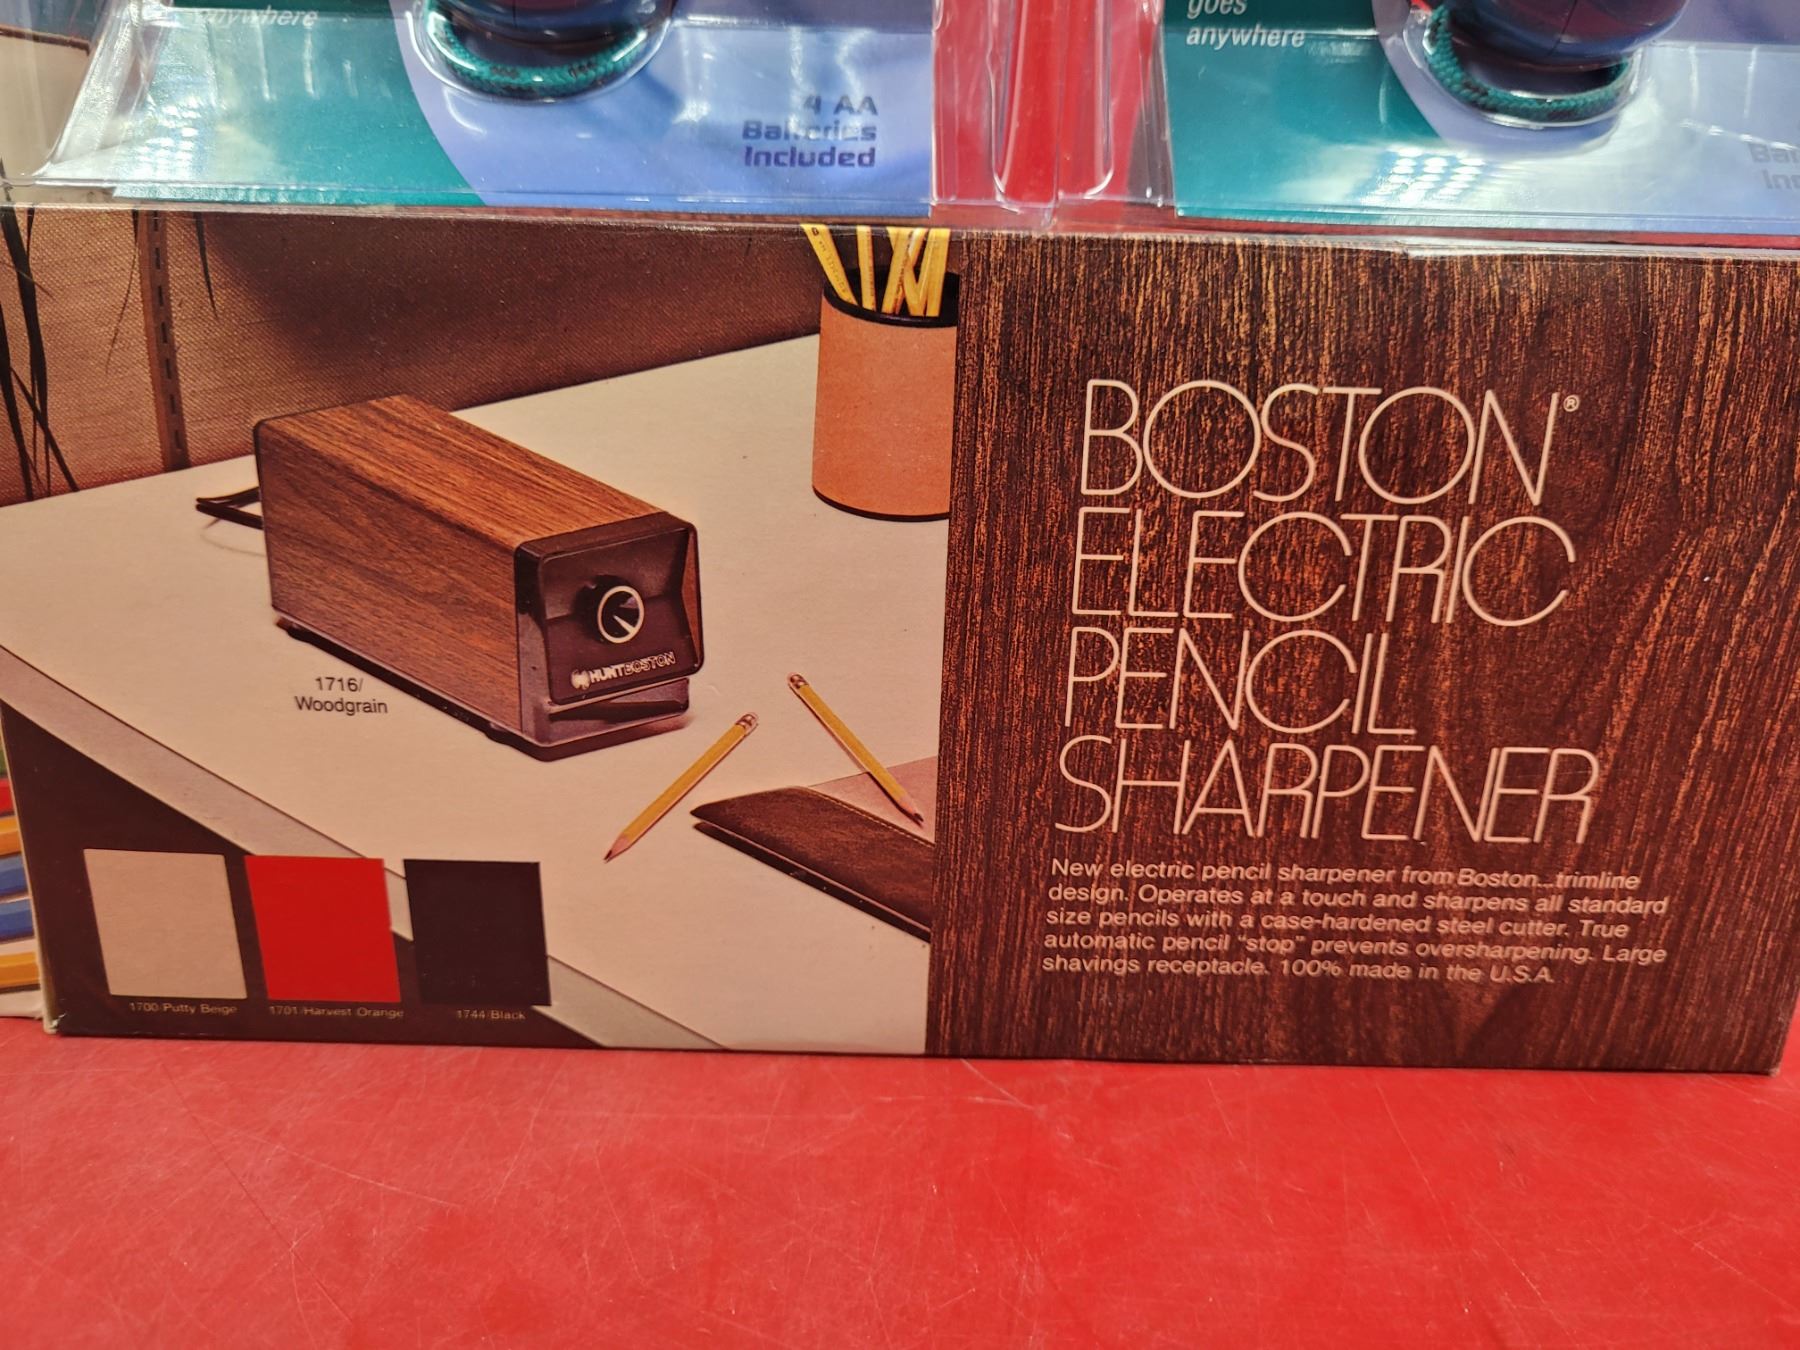 anywhere
4 AA
Batteries
Included
goes
anywhere
BOSTON®
ELECTRIC
PENCIL
SHARPENER
New electric pencil sharpener from Boston...trimline
design. Operates at a touch and sharpens all standard
size pencils with a case-hardened steel cutter. True
automatic pencil "stop" prevents oversharpening. Large
shavings receptacle. 100% made in the U.S.A.
HUNT BOSTON
1716/
Woodgrain
1700/Putty Beige
1701/Harvest Orange
1744/Black